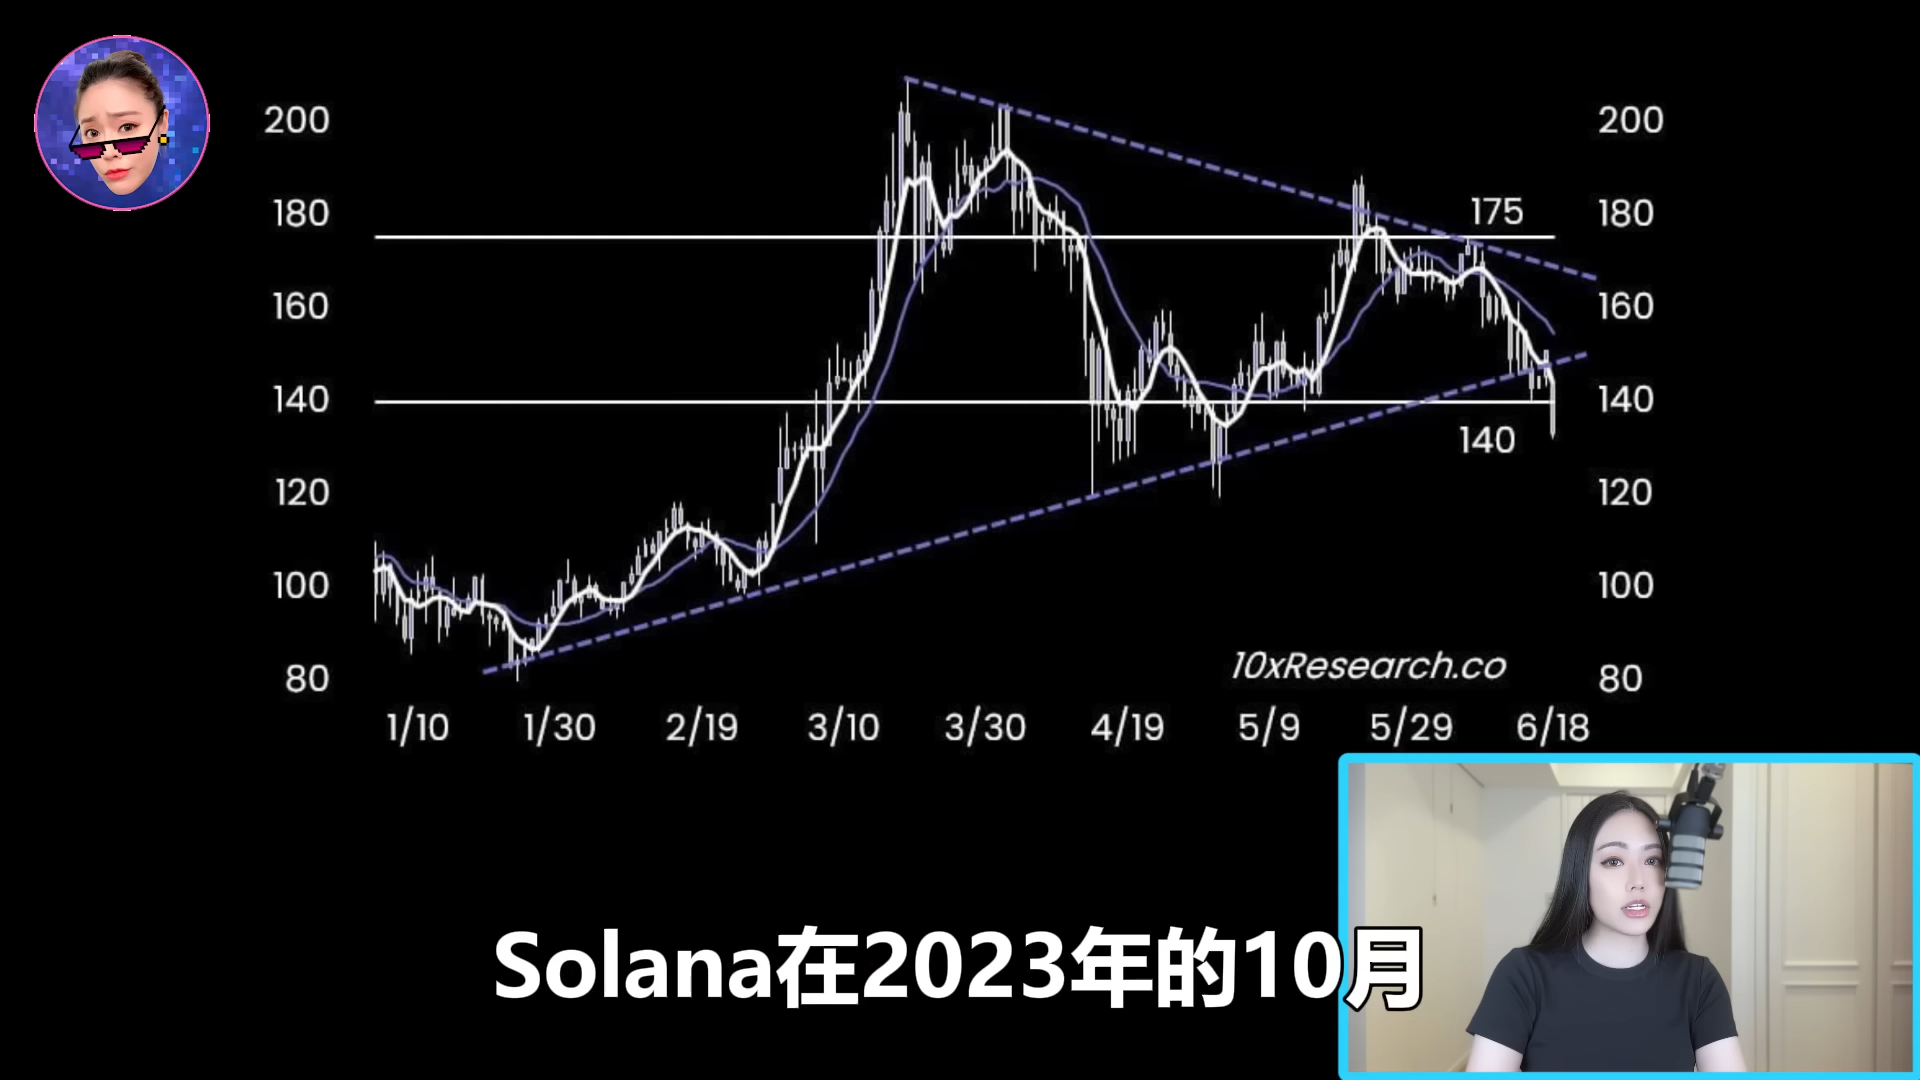 200 200
180 175 180
160 160
140 140
140
120 120
100 100
10xResearch.co
80 80
1/10 1/30 2/19 3/10 3/30 4/19 5/9 5/29 6/18
Solana在2023年的10月